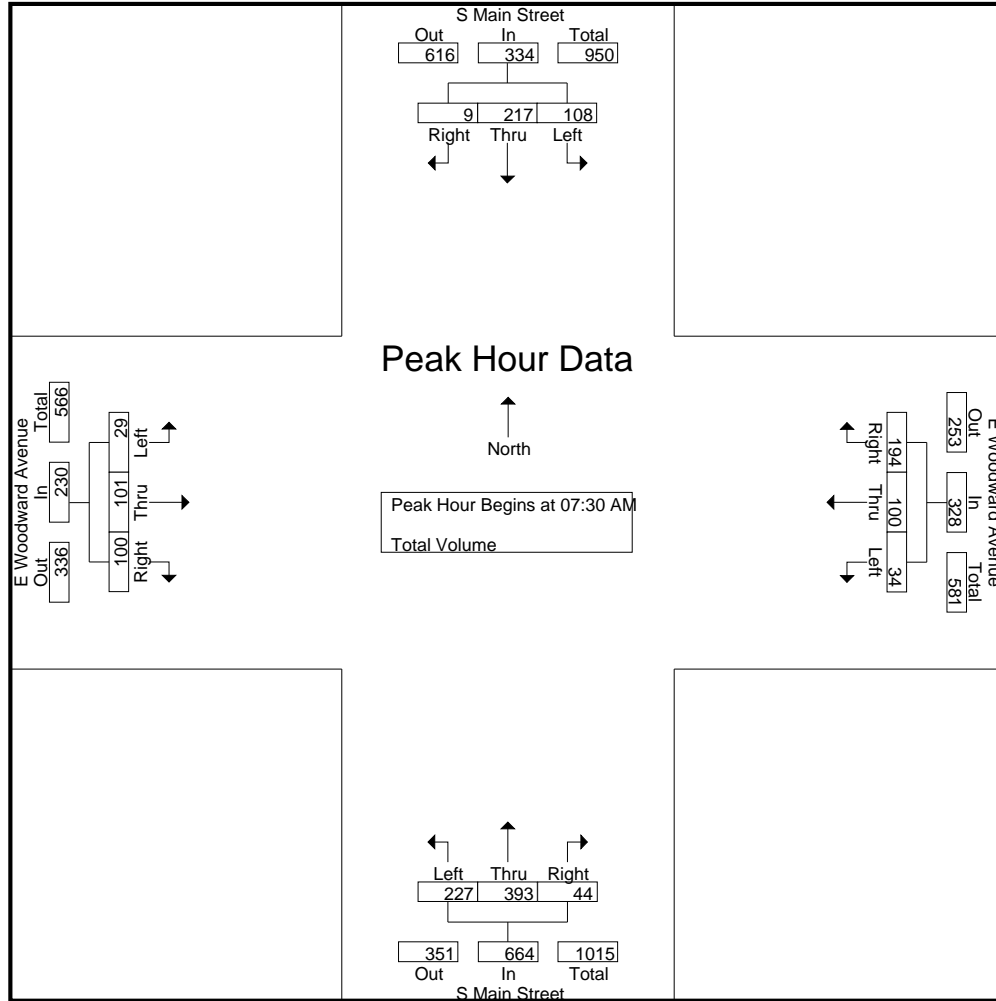 S Main Street
Out In Total
616 334 950
9 217 108
Right Thru Left
Peak Hour Data
North
Peak Hour Begins at 07:30 AM
Total Volume
E Woodward Avenue
Out In Total
336 230 566
100 101 29
Right Thru Left
E Woodward Avenue
Out In Total
253 328 581
194 100 34
Right Thru Left
Left Thru Right
227 393 44
351 664 1015
Out In Total
S Main Street